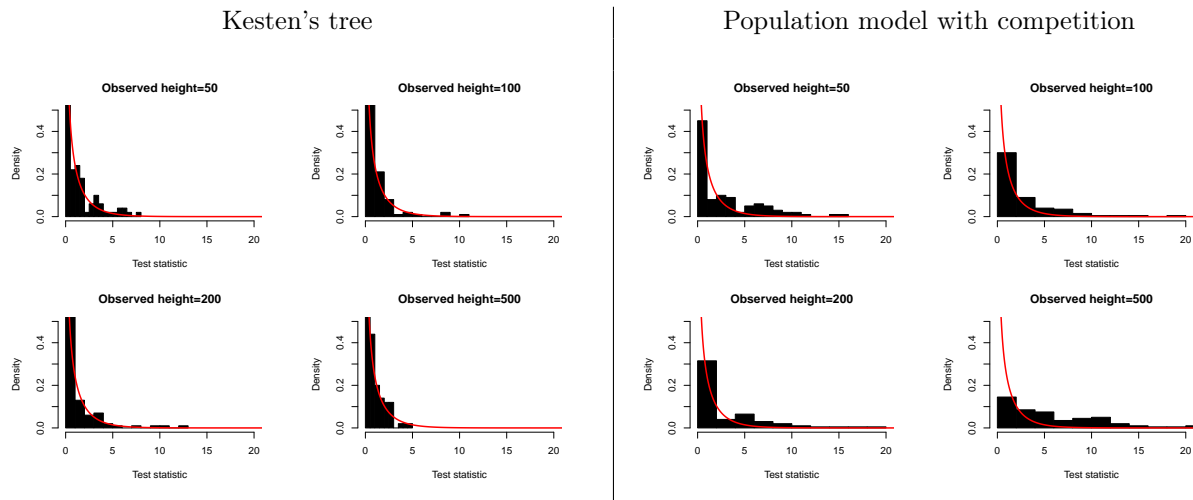 Kesten's tree
Observed height=50
Density
0.0 0.2 0.4
0 5 10 15 20
Test statistic
Observed height=100
Density
0.0 0.2 0.4
0 5 10 15 20
Test statistic
Observed height=200
Density
0.0 0.2 0.4
0 5 10 15 20
Test statistic
Observed height=500
Density
0.0 0.2 0.4
0 5 10 15 20
Test statistic
Population model with competition
Observed height=50
Density
0.0 0.2 0.4
0 5 10 15 20
Test statistic
Observed height=100
Density
0.0 0.2 0.4
0 5 10 15 20
Test statistic
Observed height=200
Density
0.0 0.2 0.4
0 5 10 15 20
Test statistic
Observed height=500
Density
0.0 0.2 0.4
0 5 10 15 20
Test statistic